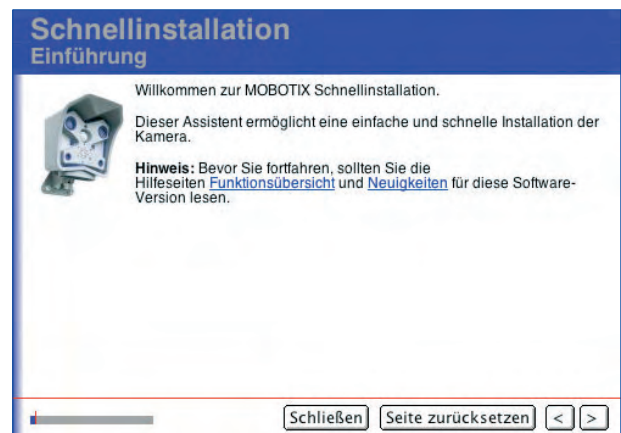 Schnellinstallation
Einführung
Willkommen zur MOBOTIX Schnellinstallation.
Dieser Assistent ermöglicht eine einfache und schnelle Installation der
Kamera.
Hinweis: Bevor Sie fortfahren, sollten Sie die
Hilfeseiten Funktionsübersicht und Neuigkeiten für diese Software-
Version lesen.
Schließen Seite zurücksetzen < >